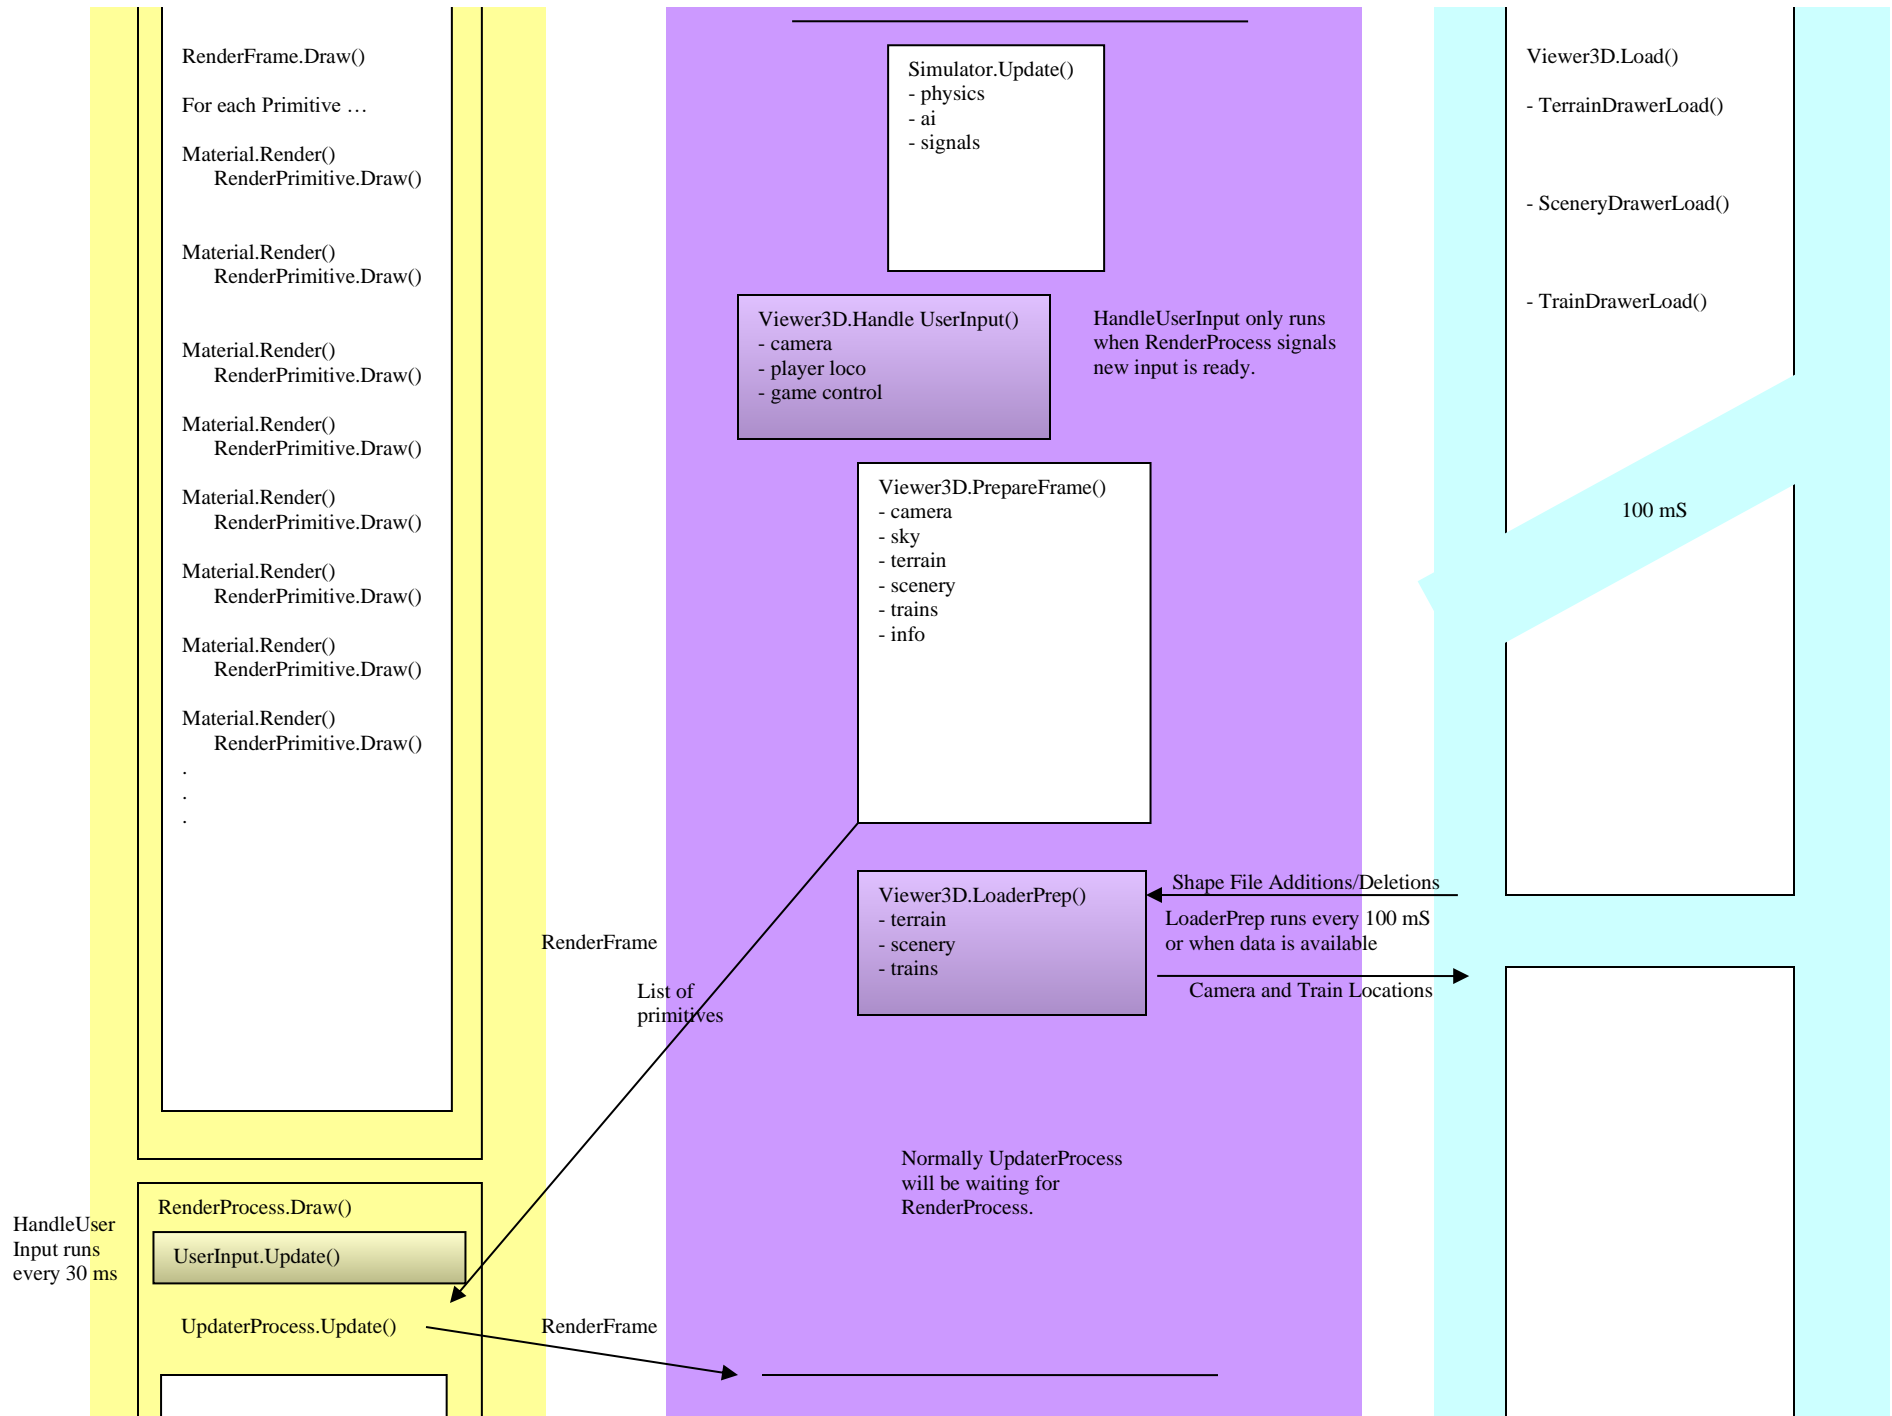 RenderFrame.Draw()
For each Primitive …
Material.Render()
RenderPrimitive.Draw()
Material.Render()
RenderPrimitive.Draw()
Material.Render()
RenderPrimitive.Draw()
Material.Render()
RenderPrimitive.Draw()
Material.Render()
RenderPrimitive.Draw()
Material.Render()
RenderPrimitive.Draw()
Material.Render()
RenderPrimitive.Draw()
Material.Render()
RenderPrimitive.Draw()
.
.
.
RenderProcess.Draw()
HandleUser
Input runs
every 30 ms
UserInput.Update()
UpdaterProcess.Update()
RenderFrame
List of
primitives
RenderFrame
Simulator.Update()
- physics
- ai
- signals
Viewer3D.Handle UserInput()
- camera
- player loco
- game control
HandleUserInput only runs
when RenderProcess signals
new input is ready.
Viewer3D.PrepareFrame()
- camera
- sky
- terrain
- scenery
- trains
- info
Viewer3D.LoaderPrep()
- terrain
- scenery
- trains
Shape File Additions/Deletions
LoaderPrep runs every 100 mS
or when data is available
Camera and Train Locations
Normally UpdaterProcess
will be waiting for
RenderProcess.
Viewer3D.Load()
- TerrainDrawerLoad()
- SceneryDrawerLoad()
- TrainDrawerLoad()
100 mS